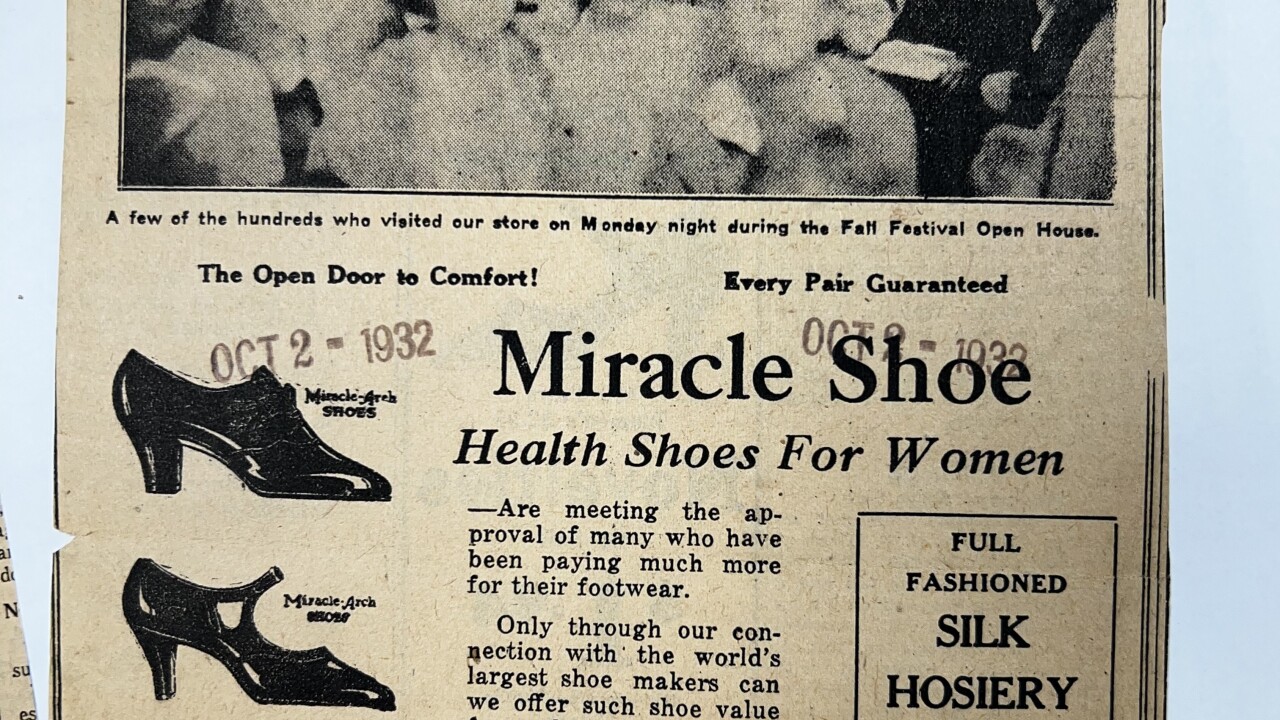 A few of the hundreds who visited our store on Monday night during the Fall Festival Open House.
The Open Door to Comfort!
Every Pair Guaranteed
OCT 2 - 1932
OCT 2 - 1932
Miracle Shoe
Health Shoes For Women
Miracle-Arch
SHOES
Miracle-Arch
SHOES
—Are meeting the ap-
proval of many who have
been paying much more
for their footwear.
Only through our con-
nection with the world's
largest shoe makers can
we offer such shoe value
FULL
FASHIONED
SILK
HOSIERY